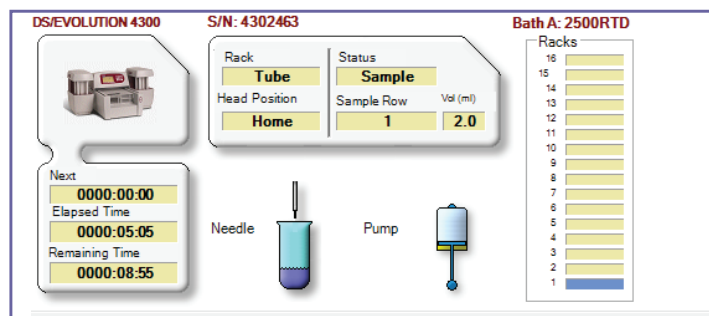 DS/EVOLUTION 4300
S/N: 4302463
Bath A: 2500RTD
Rack
Status
Tube
Sample
Head Position
Sample Row
Vol (ml)
Home
1
2.0
Next
0000:00:00
Elapsed Time
0000:05:05
Remaining Time
0000:08:55
Needle
Pump
Racks
16
15
14
13
12
11
10
9
8
7
6
5
4
3
2
1